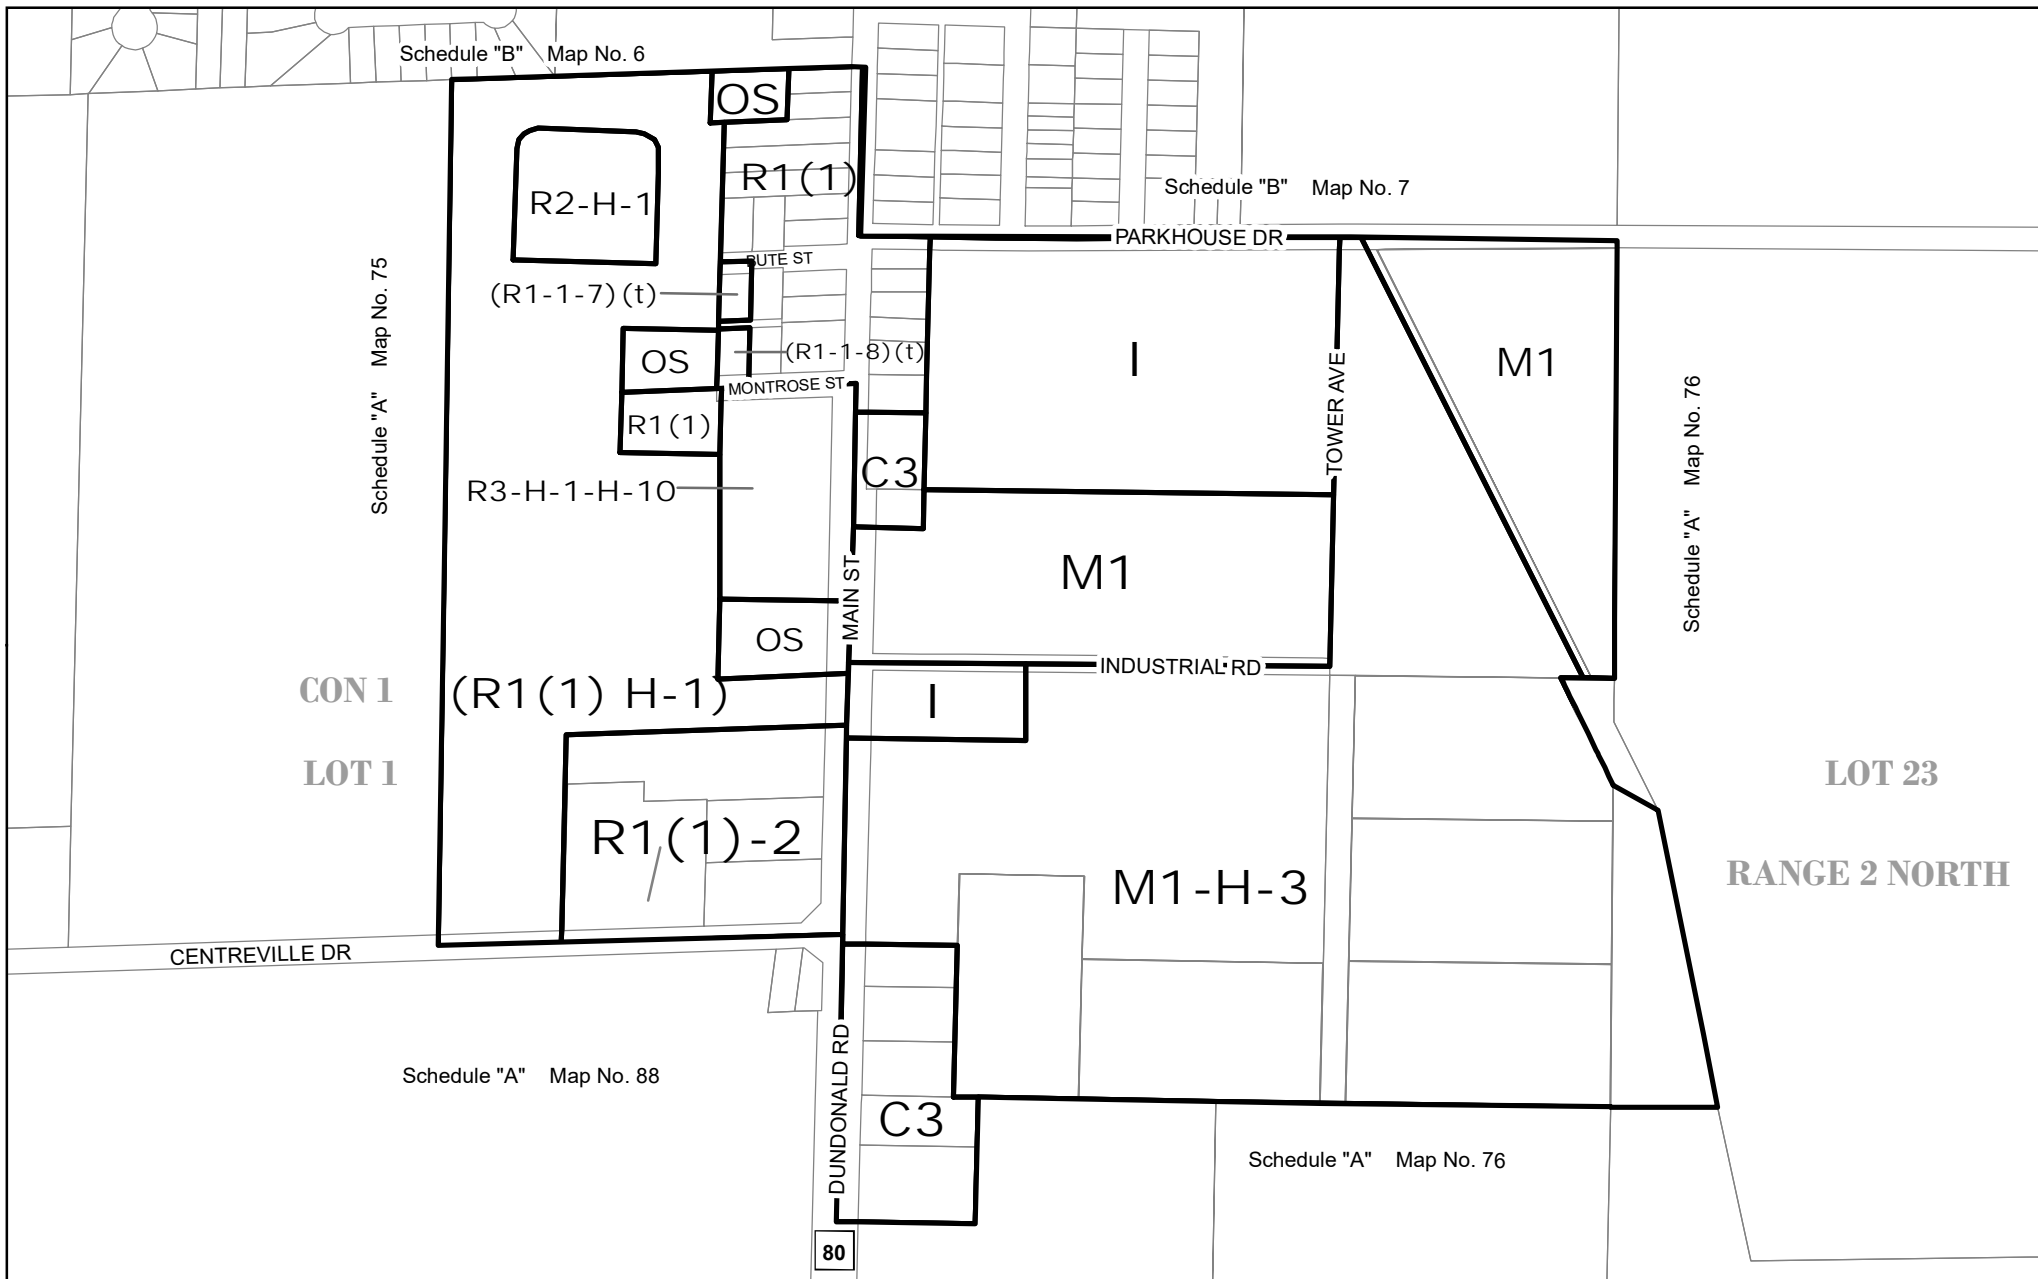 Schedule "B" Map No. 6
OS
R1(1)
R2-H-1
Schedule "B" Map No. 7
PARKHOUSE DR
BUTE ST
(R1-1-7)(t)
Schedule "A" Map No. 75
OS
(R1-1-8)(t)
I
M1
MONTROSE ST
TOWER AVE
R1(1)
C3
Schedule "A" Map No. 76
R3-H-1-H-10
M1
MAIN ST
OS
INDUSTRIAL RD
CON 1
(R1(1) H-1)
I
LOT 1
LOT 23
R1(1)-2
M1-H-3
RANGE 2 NORTH
CENTREVILLE DR
DUNDONALD RD
Schedule "A" Map No. 88
C3
Schedule "A" Map No. 76
80